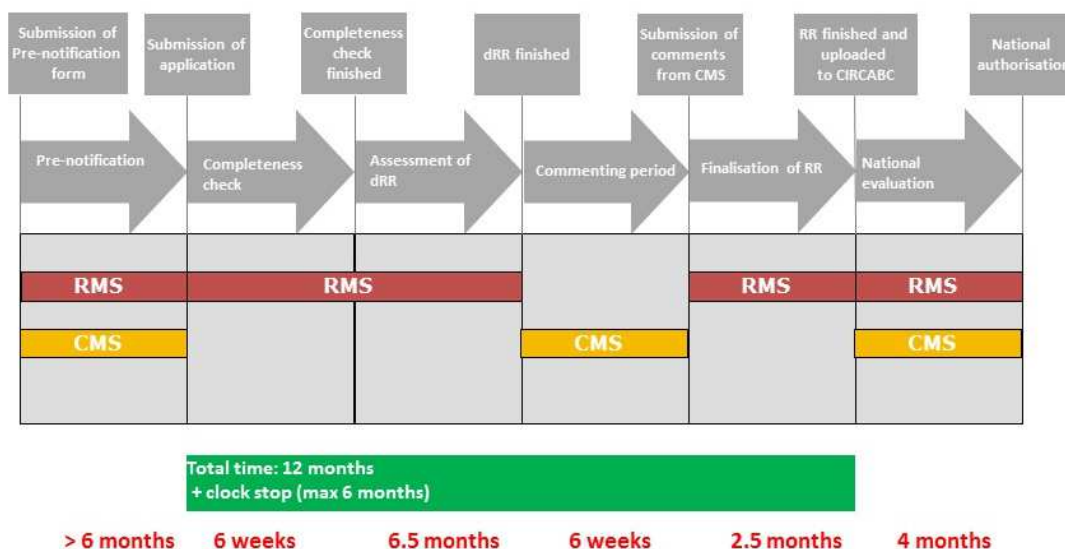 Submission of
Pre-notification
form
Submission of
application
Completeness
check
finished
dRR finished
Submission of
comments
from CMS
RR finished and
uploaded
to CIRCABC
National
authorisation
Pre-notification
Completeness
check
Assessment of
dRR
Commenting period
Finalisation of RR
National
evaluation
RMS
RMS
RMS
RMS
CMS
CMS
CMS
Total time: 12 months
+ clock stop (max 6 months)
> 6 months
6 weeks
6.5 months
6 weeks
2.5 months
4 months